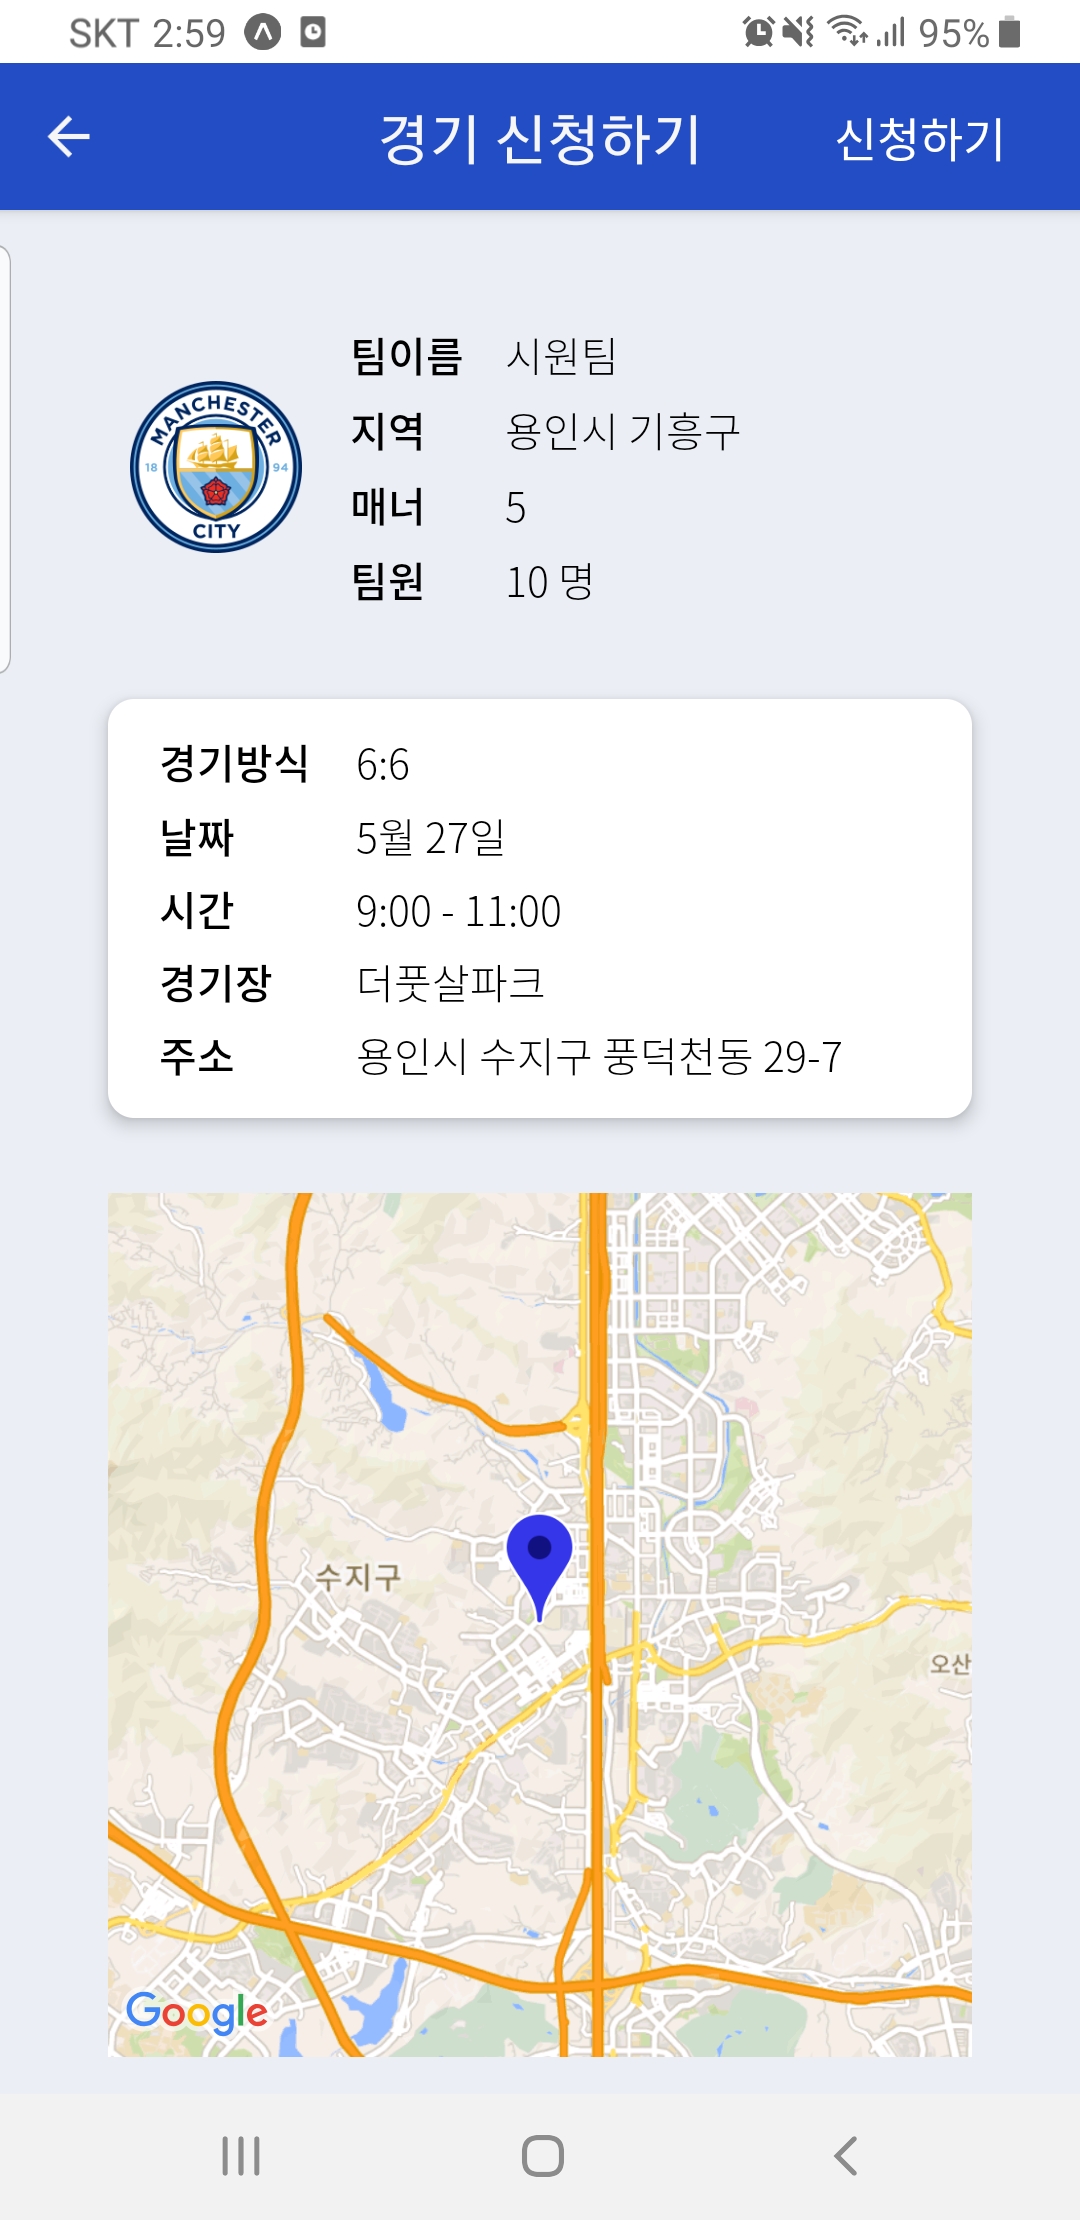 SKT 2:59
95%
경기 신청하기
신청하기
MANCHESTER
18 94
CITY
팀이름 시원팀
지역 용인시 기흥구
매너 5
팀원 10 명
경기방식 6:6
날짜 5월 27일
시간 9:00 - 11:00
경기장 더풋살파크
주소 용인시 수지구 풍덕천동 29-7
수지구
오산
Google